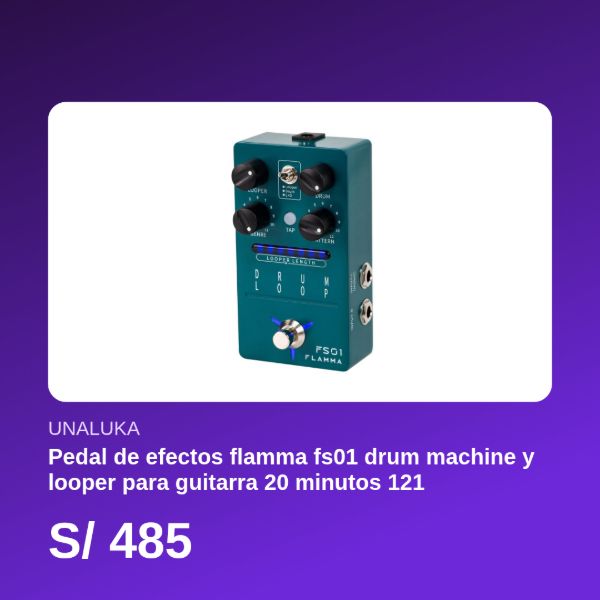 LOOPER
DRUM
GENRE
TAP
PATTERN
LOOPER LENGTH
DRUM
LOOP
FS01
FLAMMA
UNALUKA
Pedal de efectos flamma fs01 drum machine y
looper para guitarra 20 minutos 121
S/ 485